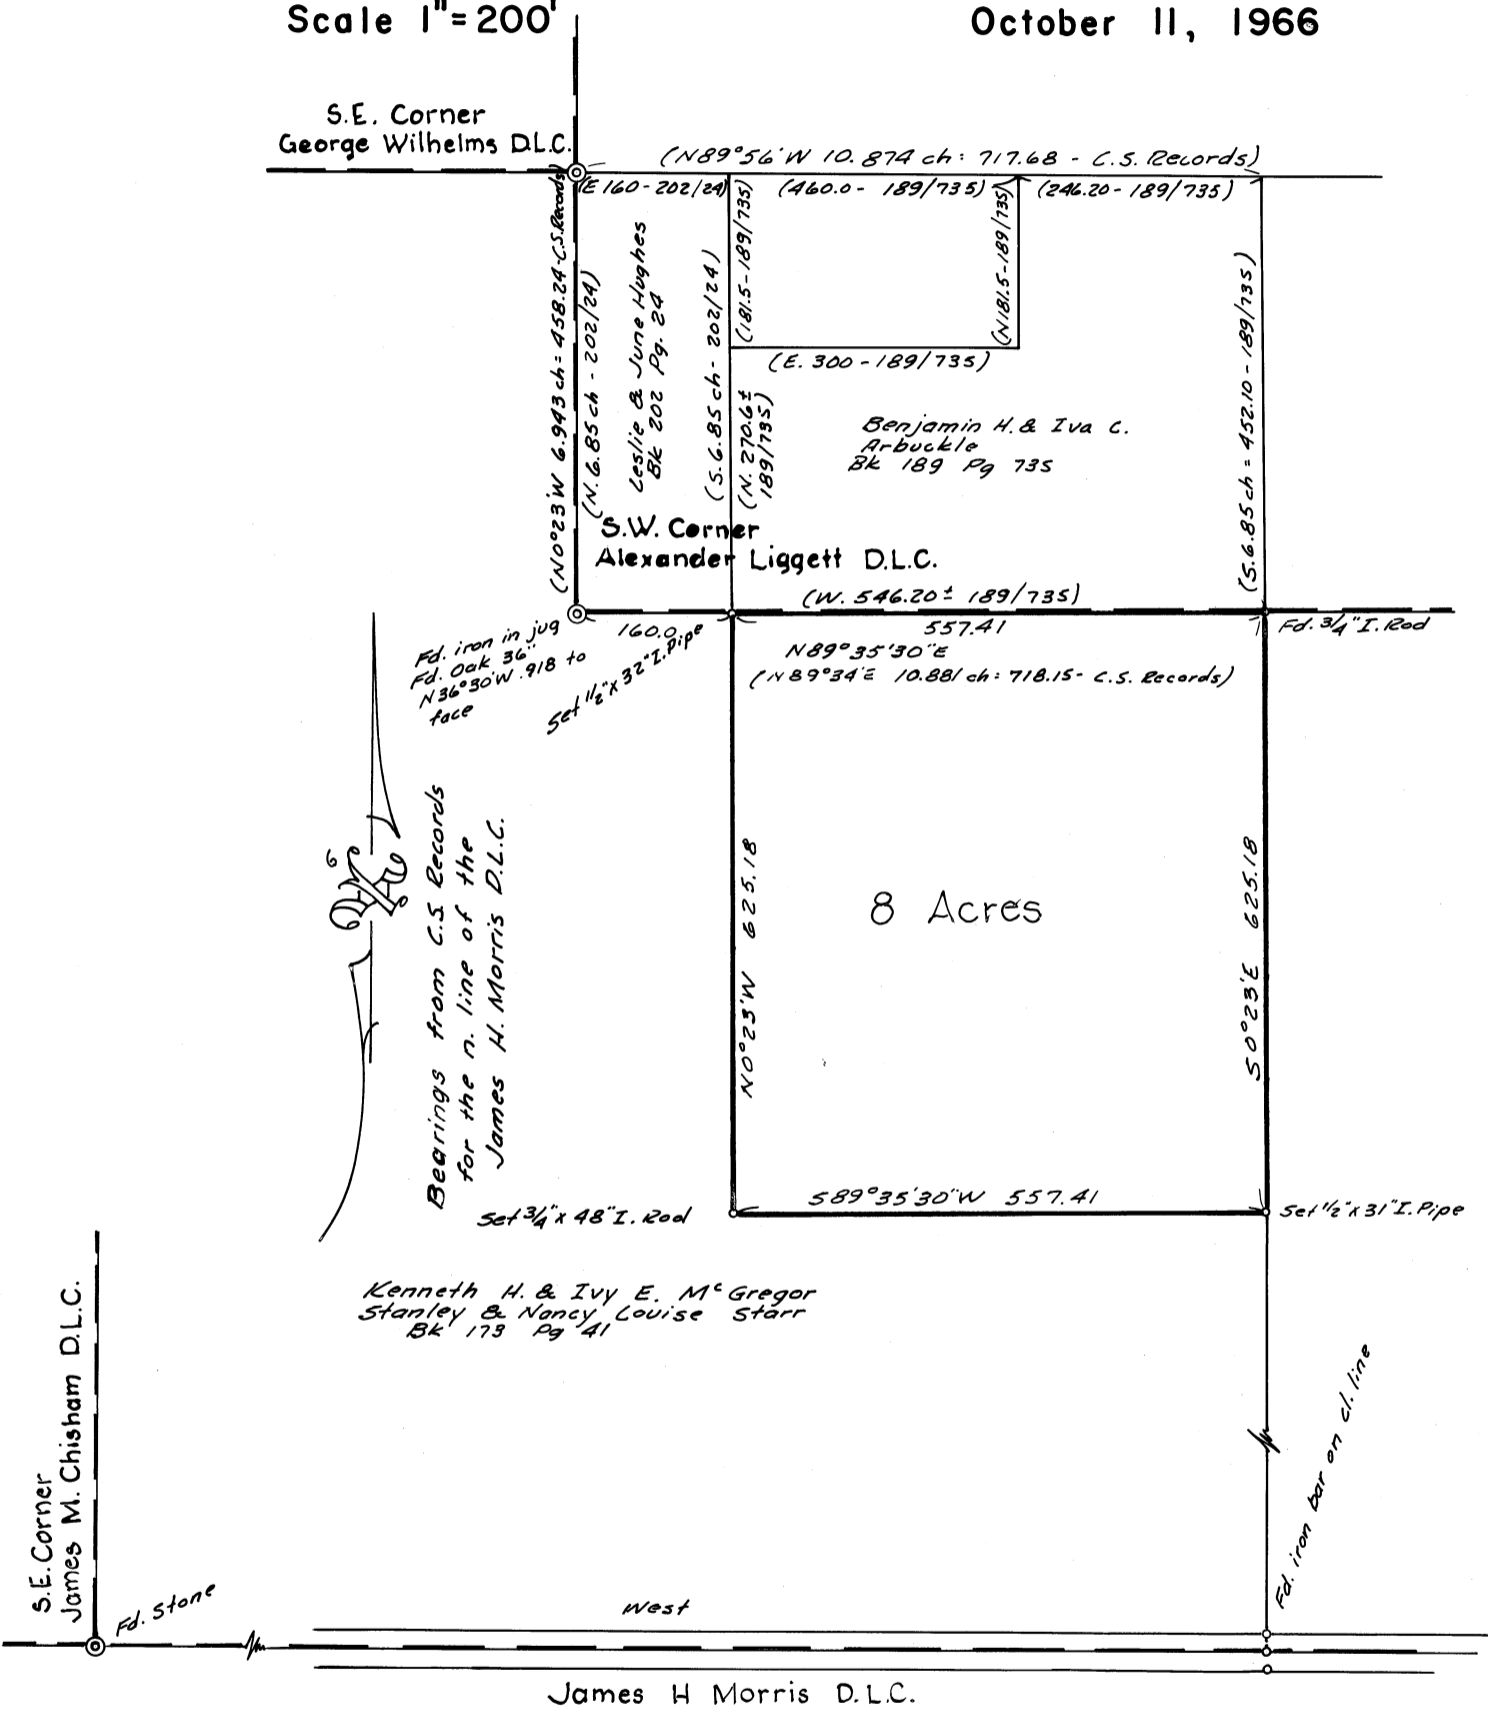 Scale 1"=200'
October 11, 1966
S.E. Corner
George Wilhelms D.L.C.
(N89°56'W 10.874 ch: 717.68 - C.S. Records)
(E 160 - 202/24)
(460.0 - 189/735)
(246.20 - 189/735)
(N0°23'W 6.943 ch = 458.24 - C.S. Records)
(N. 6.85 ch - 202/24)
Leslie & June Hughes
Bk 202 Pg. 24
(S. 6.85 ch - 202/24)
(181.5 - 189/735)
(N181.5 - 189/735)
(E. 300 - 189/735)
(N. 270.6±
189/735)
Benjamin H. & Iva C.
Arbuckle
Bk 189 Pg 735
(S. 6.85 ch = 452.10 - 189/735)
S.W. Corner
Alexander Liggett D.L.C.
(W. 546.20± 189/735)
Fd. iron in jug
Fd. Oak 36"
N36°30'W .918 to
face
160.0
Set 1/2" x 32" I. Pipe
557.41
N89°35'30"E
(N89°34'E 10.881 ch: 718.15 - C.S. Records)
Fd. 3/4" I. Rod
Bearings from C.S. Records
for the n. line of the
James H. Morris D.L.C.
N0°23'W 625.18
8 Acres
S0°23'E 625.18
S89°35'30"W 557.41
Set 3/4" x 48" I. Rod
Set 1/2" x 31" I. Pipe
Kenneth H. & Ivy E. McGregor
Stanley & Nancy Louise Starr
Bk 173 Pg 41
S.E. Corner
James M. Chisham D.L.C.
Fd. Stone
West
Fd. iron bar on cl. line
James H Morris D.L.C.